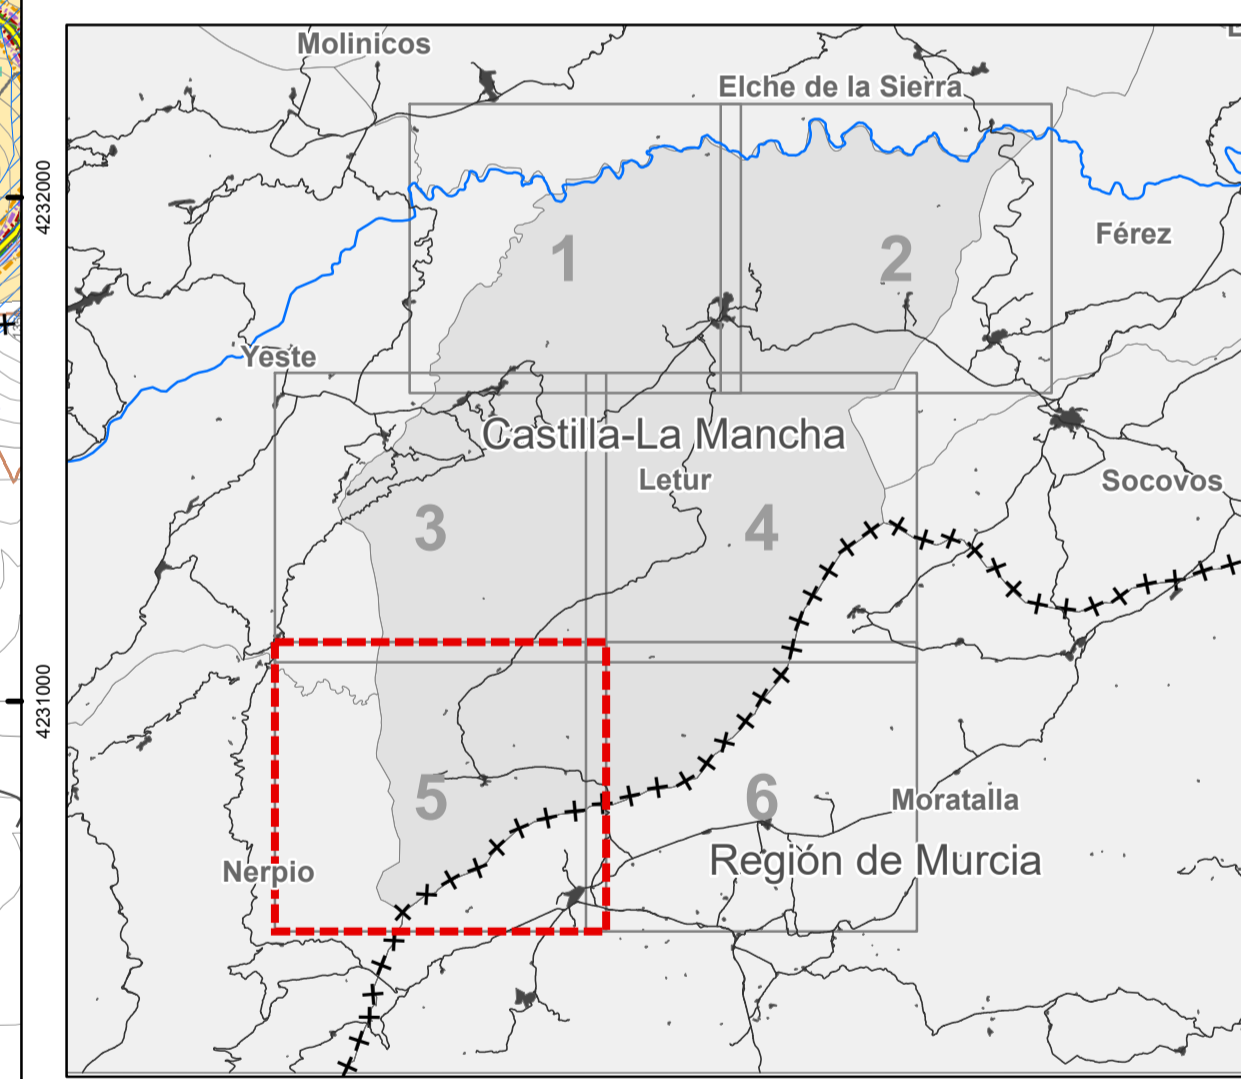 Molinicos
Elche de la Sierra
4232000
1
2
Férez
Yeste
Castilla-La Mancha
Letur
Socovos
3
4
4231000
5
6
Moratalla
Región de Murcia
Nerpio